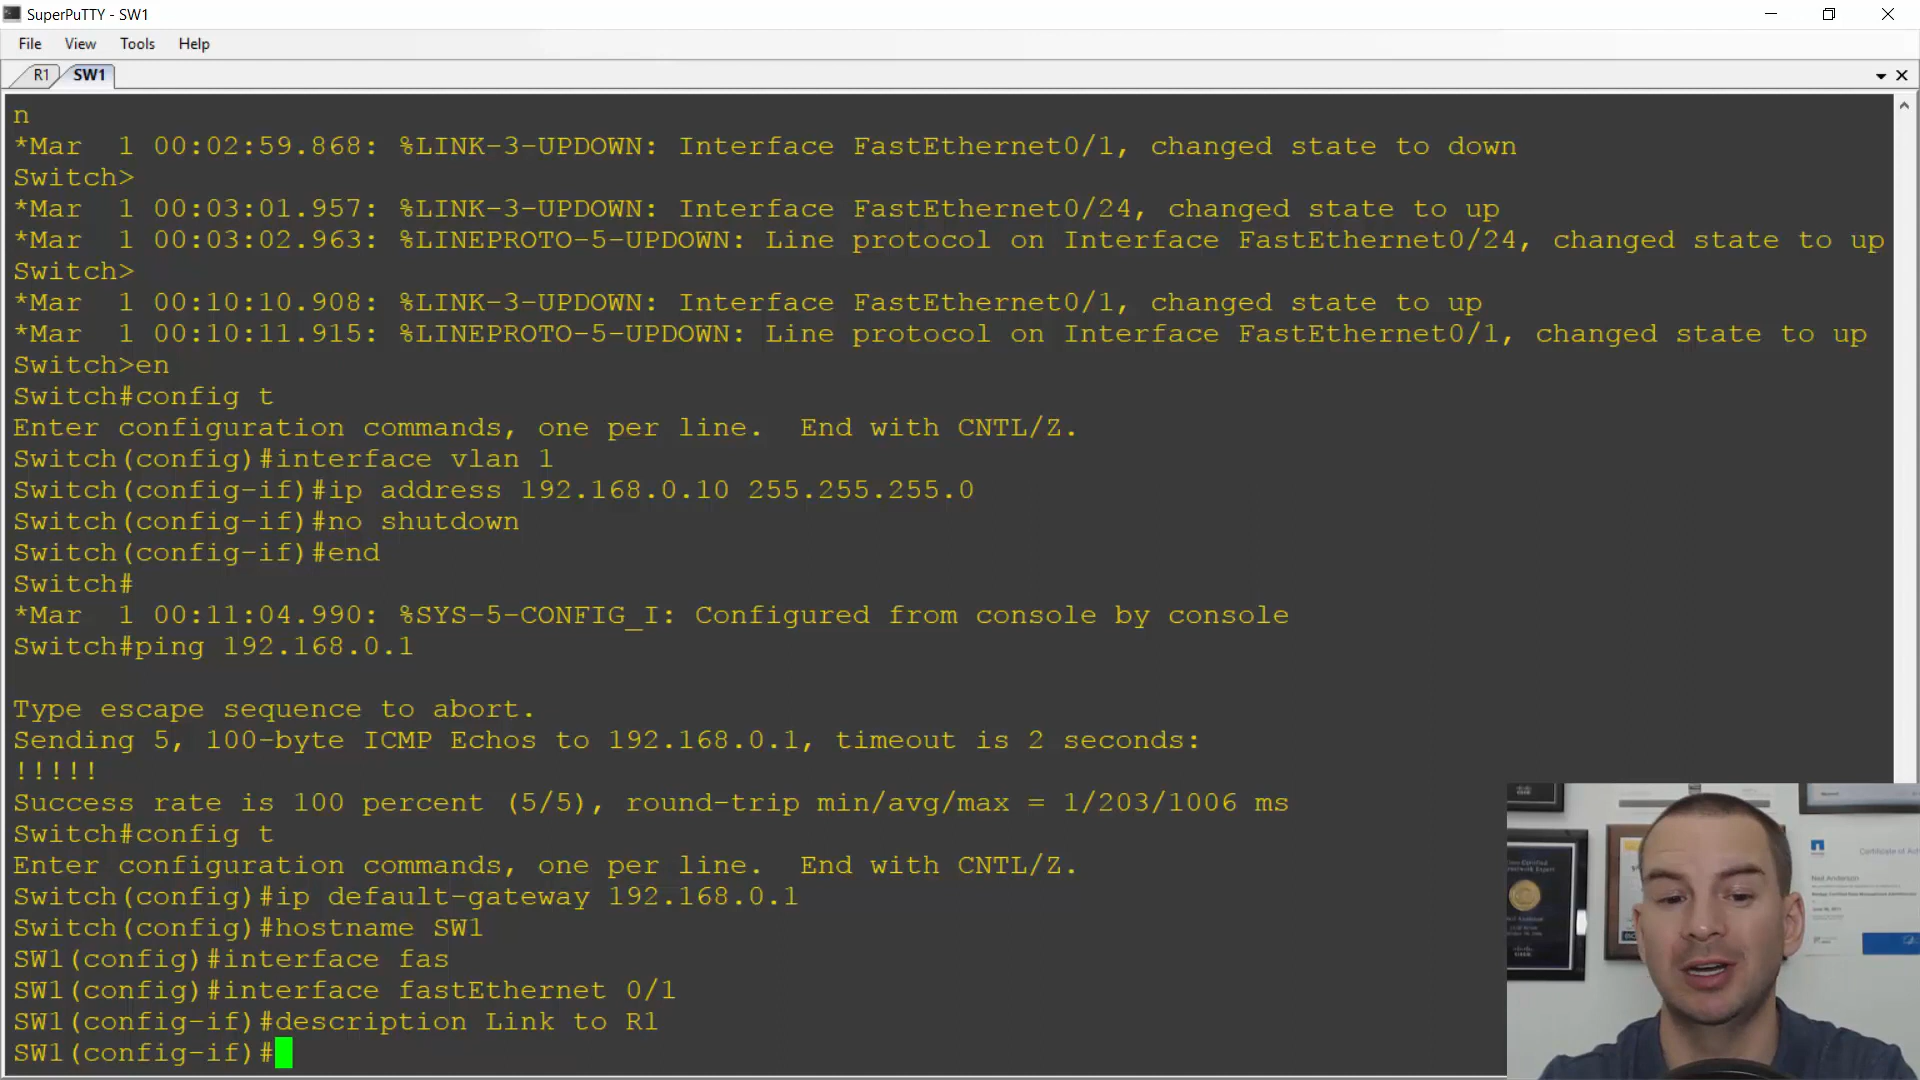 SuperPuTTY - SW1
File View Tools Help
R1 SW1
n
*Mar  1 00:02:59.868: %LINK-3-UPDOWN: Interface FastEthernet0/1, changed state to down
Switch>
*Mar  1 00:03:01.957: %LINK-3-UPDOWN: Interface FastEthernet0/24, changed state to up
*Mar  1 00:03:02.963: %LINEPROTO-5-UPDOWN: Line protocol on Interface FastEthernet0/24, changed state to up
Switch>
*Mar  1 00:10:10.908: %LINK-3-UPDOWN: Interface FastEthernet0/1, changed state to up
*Mar  1 00:10:11.915: %LINEPROTO-5-UPDOWN: Line protocol on Interface FastEthernet0/1, changed state to up
Switch>en
Switch#config t
Enter configuration commands, one per line.  End with CNTL/Z.
Switch(config)#interface vlan 1
Switch(config-if)#ip address 192.168.0.10 255.255.255.0
Switch(config-if)#no shutdown
Switch(config-if)#end
Switch#
*Mar  1 00:11:04.990: %SYS-5-CONFIG_I: Configured from console by console
Switch#ping 192.168.0.1
Type escape sequence to abort.
Sending 5, 100-byte ICMP Echos to 192.168.0.1, timeout is 2 seconds:
!!!!!
Success rate is 100 percent (5/5), round-trip min/avg/max = 1/203/1006 ms
Switch#config t
Enter configuration commands, one per line.  End with CNTL/Z.
Switch(config)#ip default-gateway 192.168.0.1
Switch(config)#hostname SW1
SW1(config)#interface fas
SW1(config)#interface fastEthernet 0/1
SW1(config-if)#description Link to R1
SW1(config-if)#